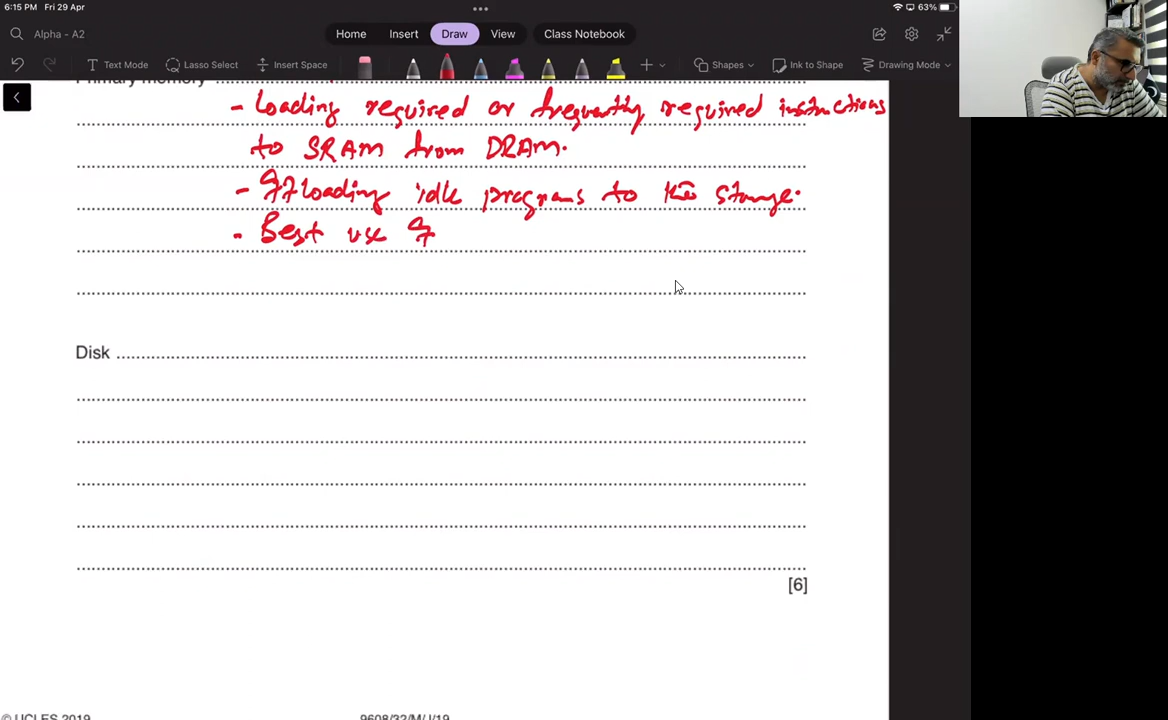 6:15 PM Fri 29 Apr
63%
Alpha - A2
Home Insert Draw View Class Notebook
Text Mode Lasso Select Insert Space Shapes Ink to Shape Drawing Mode
Primary memory
- Loading required or frequently required instructions
to SRAM from DRAM.
- Offloading idle programs to the storage.
- Best use of
Disk
[6]
© UCLES 2019 9608/32/M/J/19